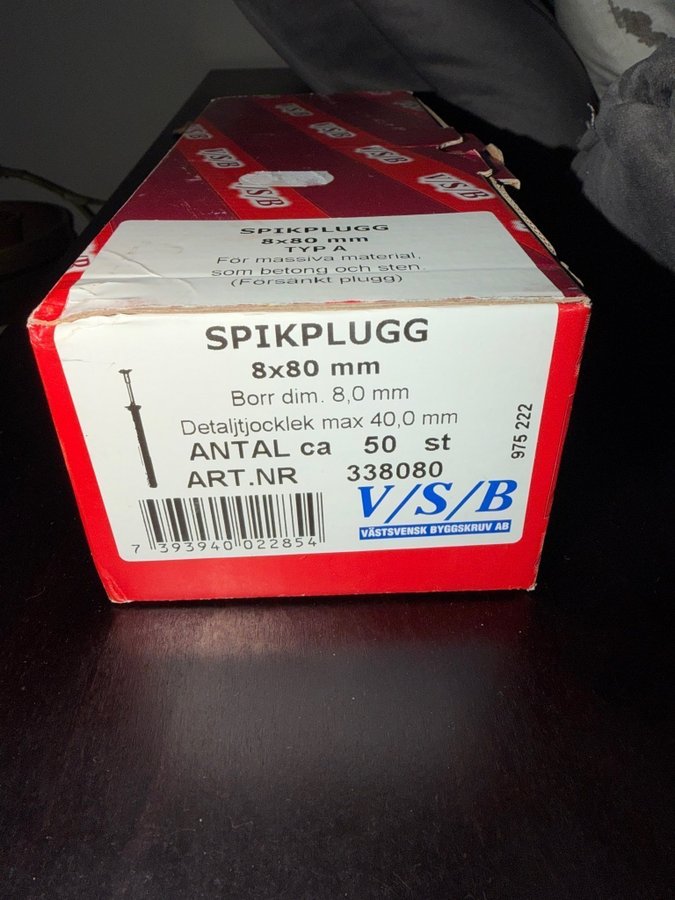 V/S/B
V/S/B
V/S/B
V/S/B
V/S/B
V/S/B
SPIKPLUGG
8x80 mm
TYP A
För massiva material,
som betong och sten.
(Försänkt plugg)
SPIKPLUGG
8x80 mm
Borr dim. 8,0 mm
Detaljtjocklek max 40,0 mm
ANTAL ca 50 st
ART.NR 338080
975 222
V/S/B
VÄSTSVENSK BYGGSKRUV AB
7 393940 022854